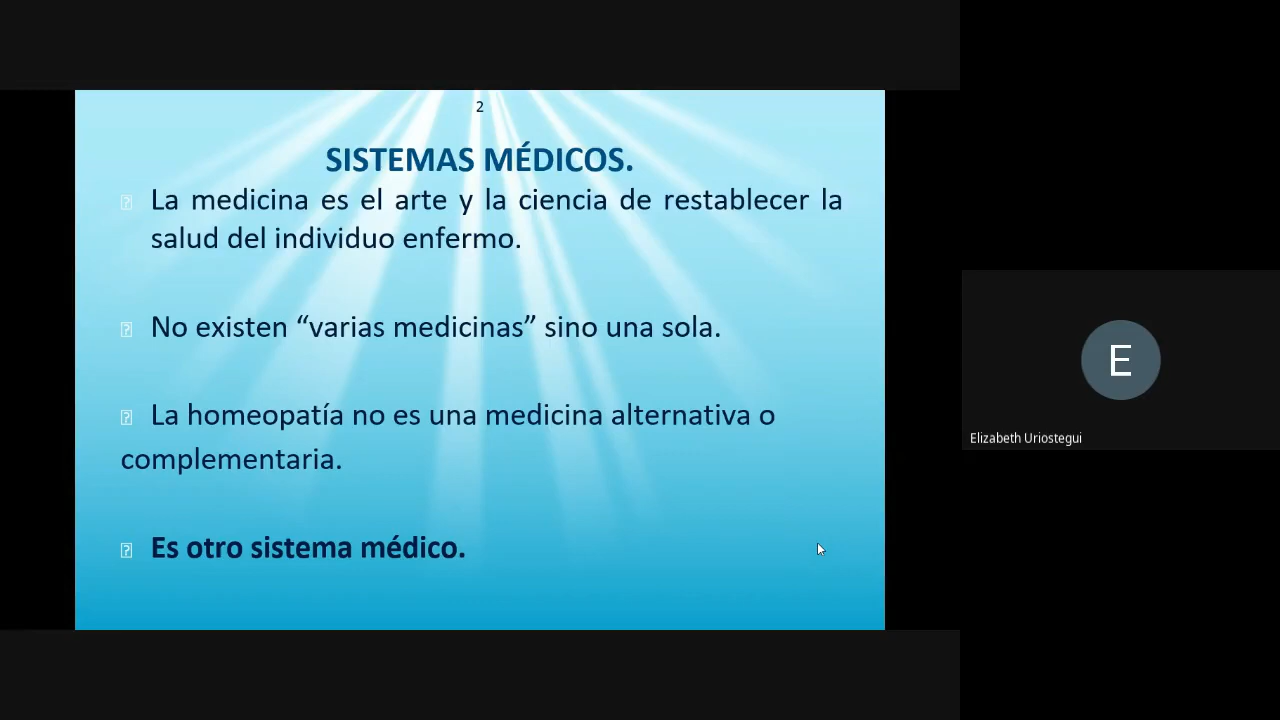 2
SISTEMAS MÉDICOS.
La medicina es el arte y la ciencia de restablecer la
salud del individuo enfermo.
No existen “varias medicinas” sino una sola.
La homeopatía no es una medicina alternativa o
complementaria.
Es otro sistema médico.
E
Elizabeth Uriostegui